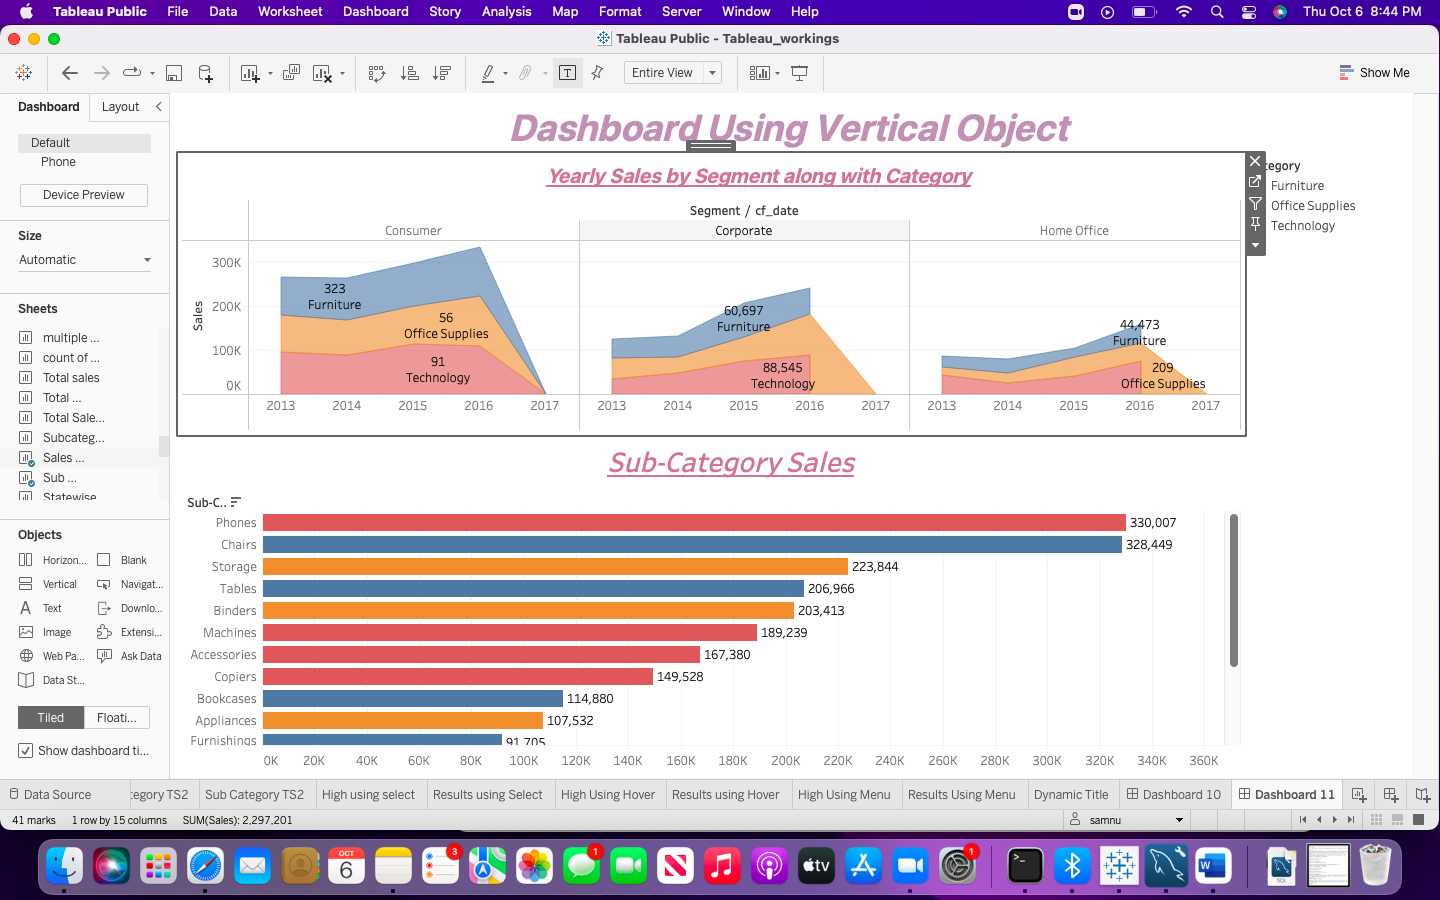 Tableau Public File Data Worksheet Dashboard Story Analysis Map Format Server Window Help Thu Oct 6 8:44 PM
Tableau Public - Tableau_workings
Entire View Show Me
Dashboard Layout
Default
Phone
Device Preview
Size
Automatic
Sheets
multiple ...
count of ...
Total sales
Total ...
Total Sale...
Subcateg...
Sales ...
Sub ...
Statewise
Objects
Horizon... Blank
Vertical Navigat...
Text Downlo...
Image Extensi...
Web Pa... Ask Data
Data St...
Tiled Floati...
Show dashboard ti...
Dashboard Using Vertical Object
Yearly Sales by Segment along with Category
Segment / cf_date
Consumer Corporate Home Office
Sales
300K
200K
100K
0K
323
Furniture
56
Office Supplies
91
Technology
60,697
Furniture
88,545
Technology
44,473
Furniture
209
Office Supplies
2013 2014 2015 2016 2017 2013 2014 2015 2016 2017 2013 2014 2015 2016 2017
tegory
Furniture
Office Supplies
Technology
Sub-Category Sales
Sub-C..
Phones 330,007
Chairs 328,449
Storage 223,844
Tables 206,966
Binders 203,413
Machines 189,239
Accessories 167,380
Copiers 149,528
Bookcases 114,880
Appliances 107,532
Furnishings 91,705
0K 20K 40K 60K 80K 100K 120K 140K 160K 180K 200K 220K 240K 260K 280K 300K 320K 340K 360K
Data Source tegory TS2 Sub Category TS2 High using select Results using Select High Using Hover Results using Hover High Using Menu Results Using Menu Dynamic Title Dashboard 10 Dashboard 11
41 marks 1 row by 15 columns SUM(Sales): 2,297,201 samnu
OCT
6
3
1
tv
1
SQL